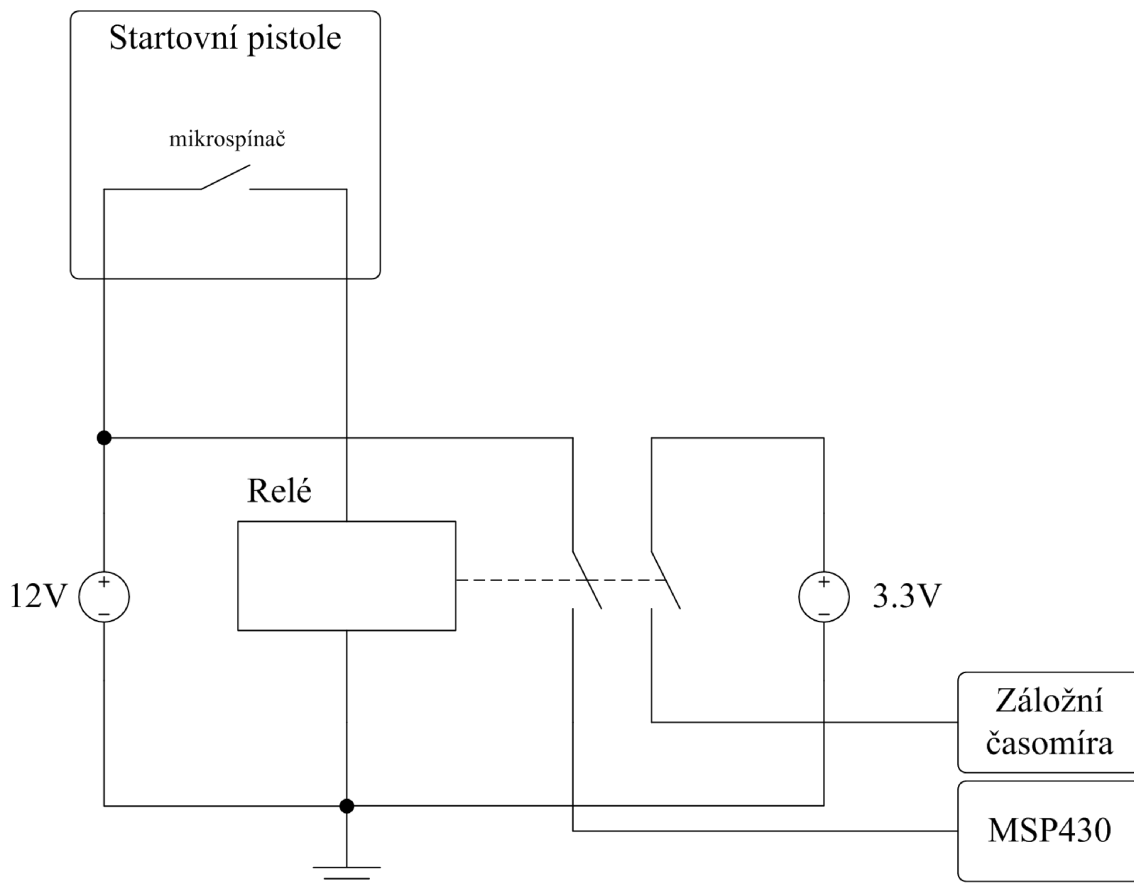 Startovní pistole
mikrospínač
Relé
12V
3.3V
Záložní
časomíra
MSP430